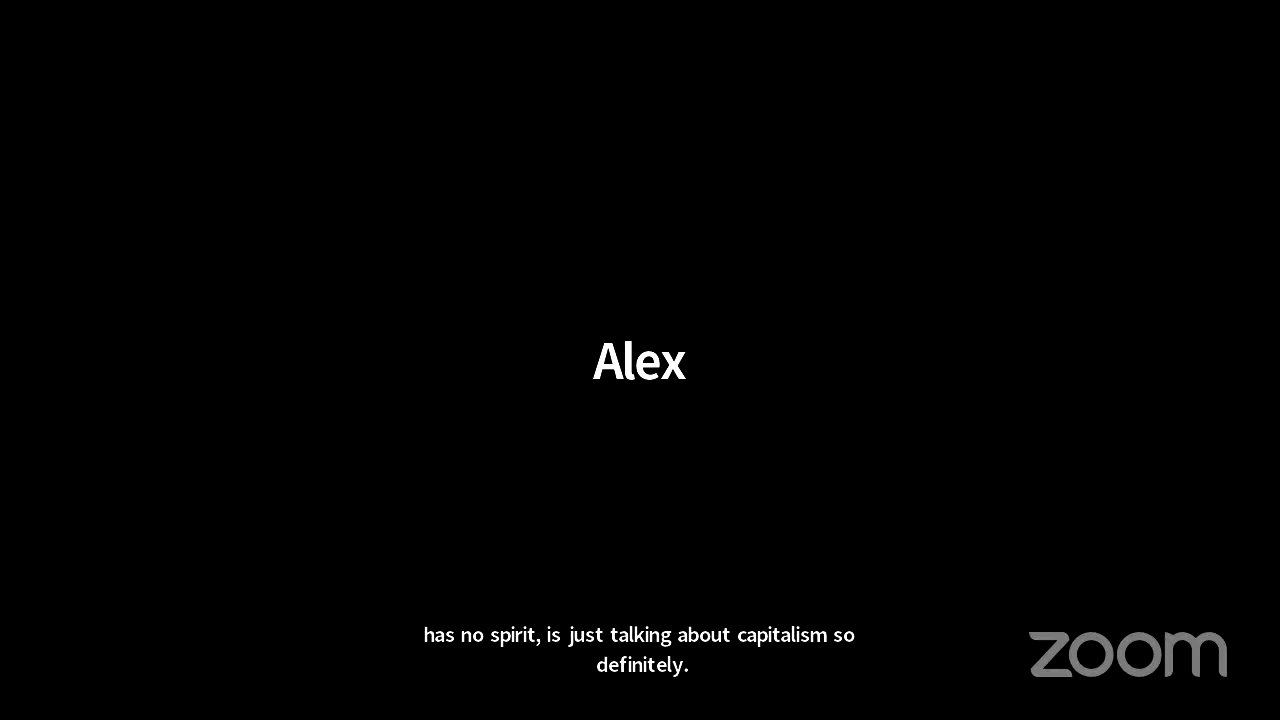 Alex
has no spirit, is just talking about capitalism so
definitely.
zoom